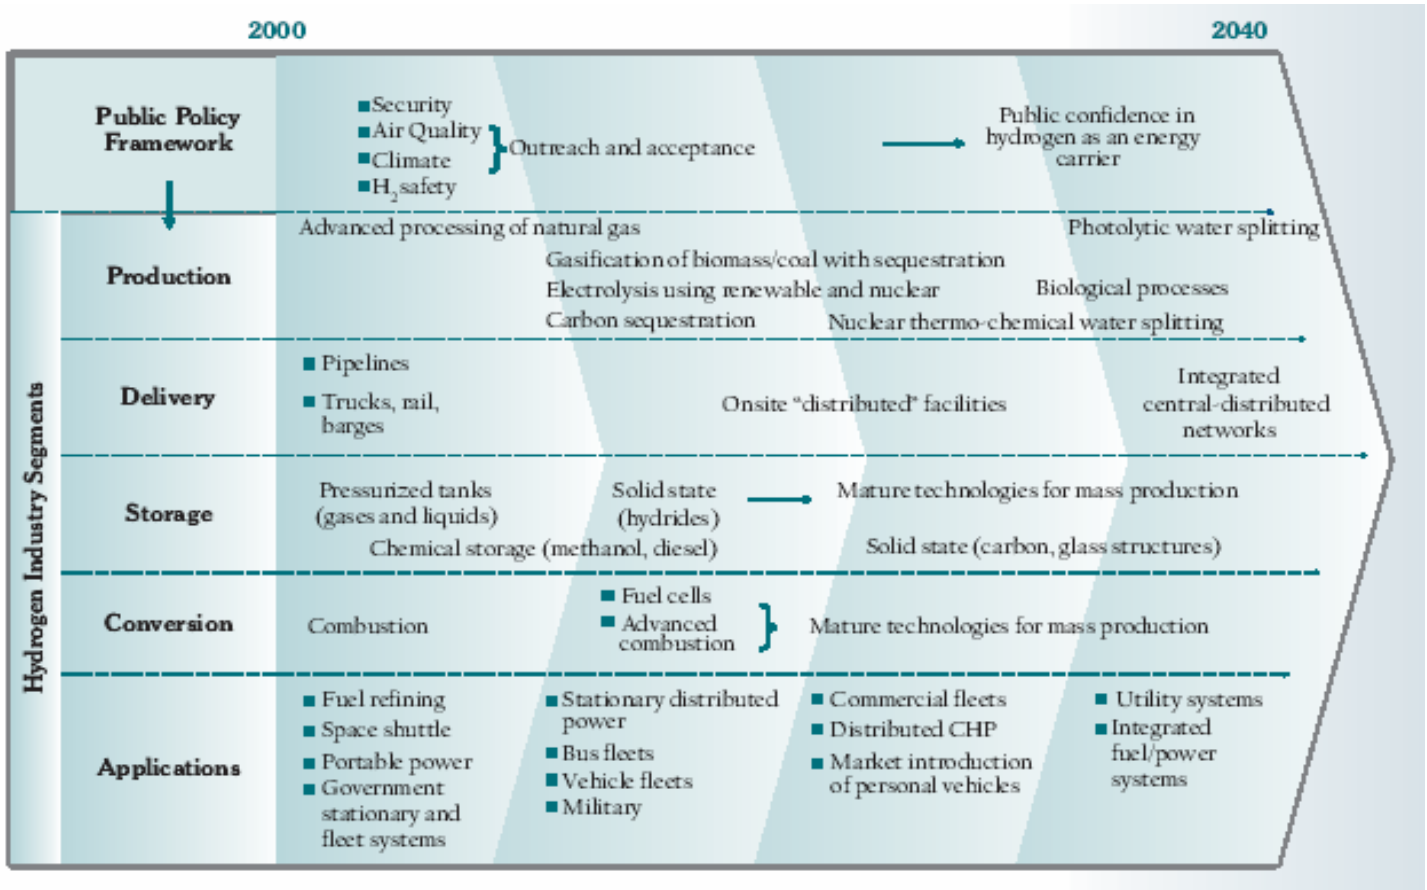 2000
2040
Public Policy
Framework
Security
Air Quality
Climate
H2 safety
Outreach and acceptance
Public confidence in
hydrogen as an energy
carrier
Hydrogen Industry Segments
Production
Advanced processing of natural gas
Photolytic water splitting
Gasification of biomass/coal with sequestration
Electrolysis using renewable and nuclear
Biological processes
Carbon sequestration
Nuclear thermo-chemical water splitting
Delivery
Pipelines
Trucks, rail,
barges
Onsite “distributed” facilities
Integrated
central-distributed
networks
Storage
Pressurized tanks
(gases and liquids)
Solid state
(hydrides)
Mature technologies for mass production
Chemical storage (methanol, diesel)
Solid state (carbon, glass structures)
Conversion
Combustion
Fuel cells
Advanced
combustion
Mature technologies for mass production
Applications
Fuel refining
Space shuttle
Portable power
Government
stationary and
fleet systems
Stationary distributed
power
Bus fleets
Vehicle fleets
Military
Commercial fleets
Distributed CHP
Market introduction
of personal vehicles
Utility systems
Integrated
fuel/power
systems